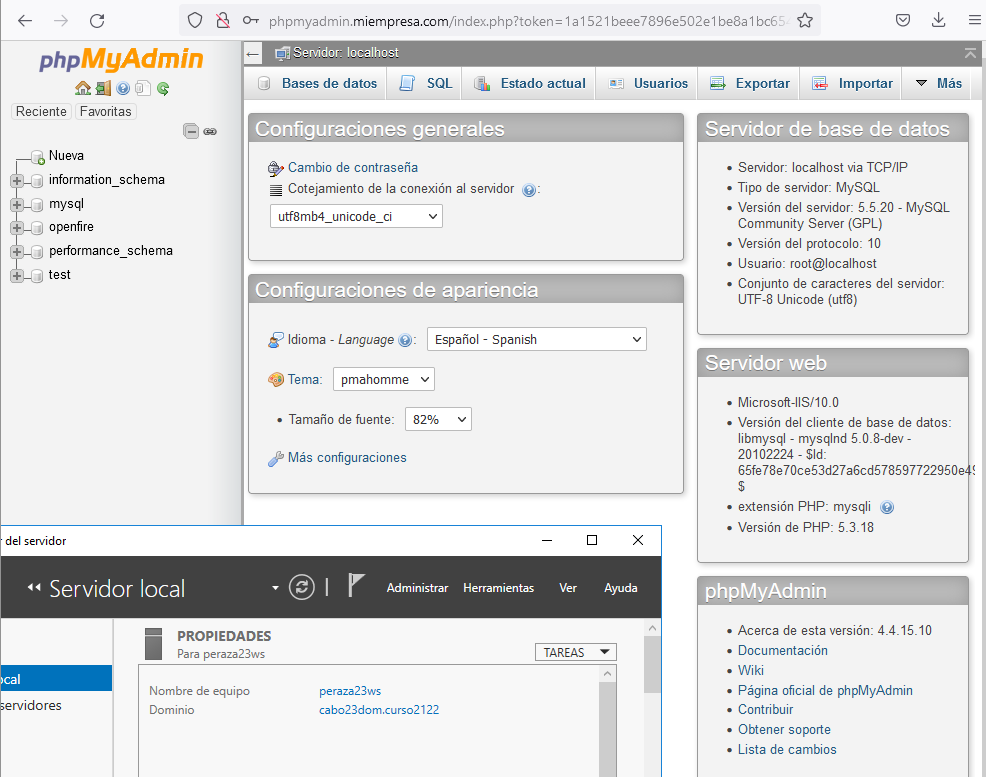 phpmyadmin.miempresa.com/index.php?token=1a1521beee7896e502e1be8a1bc654
phpMyAdmin
Reciente Favoritas
Nueva
information_schema
mysql
openfire
performance_schema
test
Servidor: localhost
Bases de datos SQL Estado actual Usuarios Exportar Importar Más
Configuraciones generales
Cambio de contraseña
Cotejamiento de la conexión al servidor :
utf8mb4_unicode_ci
Configuraciones de apariencia
Idioma - Language : Español - Spanish
Tema: pmahomme
• Tamaño de fuente: 82%
Más configuraciones
Servidor de base de datos
• Servidor: localhost via TCP/IP
• Tipo de servidor: MySQL
• Versión del servidor: 5.5.20 - MySQL
Community Server (GPL)
• Versión del protocolo: 10
• Usuario: root@localhost
• Conjunto de caracteres del servidor:
UTF-8 Unicode (utf8)
Servidor web
• Microsoft-IIS/10.0
• Versión del cliente de base de datos:
libmysql - mysqlnd 5.0.8-dev -
20102224 - $Id:
65fe78e70ce53d27a6cd578597722950e49
$
• extensión PHP: mysqli
• Versión de PHP: 5.3.18
phpMyAdmin
• Acerca de esta versión: 4.4.15.10
• Documentación
• Wiki
• Página oficial de phpMyAdmin
• Contribuir
• Obtener soporte
• Lista de cambios
r del servidor
Servidor local
Administrar Herramientas Ver Ayuda
ocal
servidores
PROPIEDADES
Para peraza23ws
TAREAS
Nombre de equipo peraza23ws
Dominio cabo23dom.curso2122